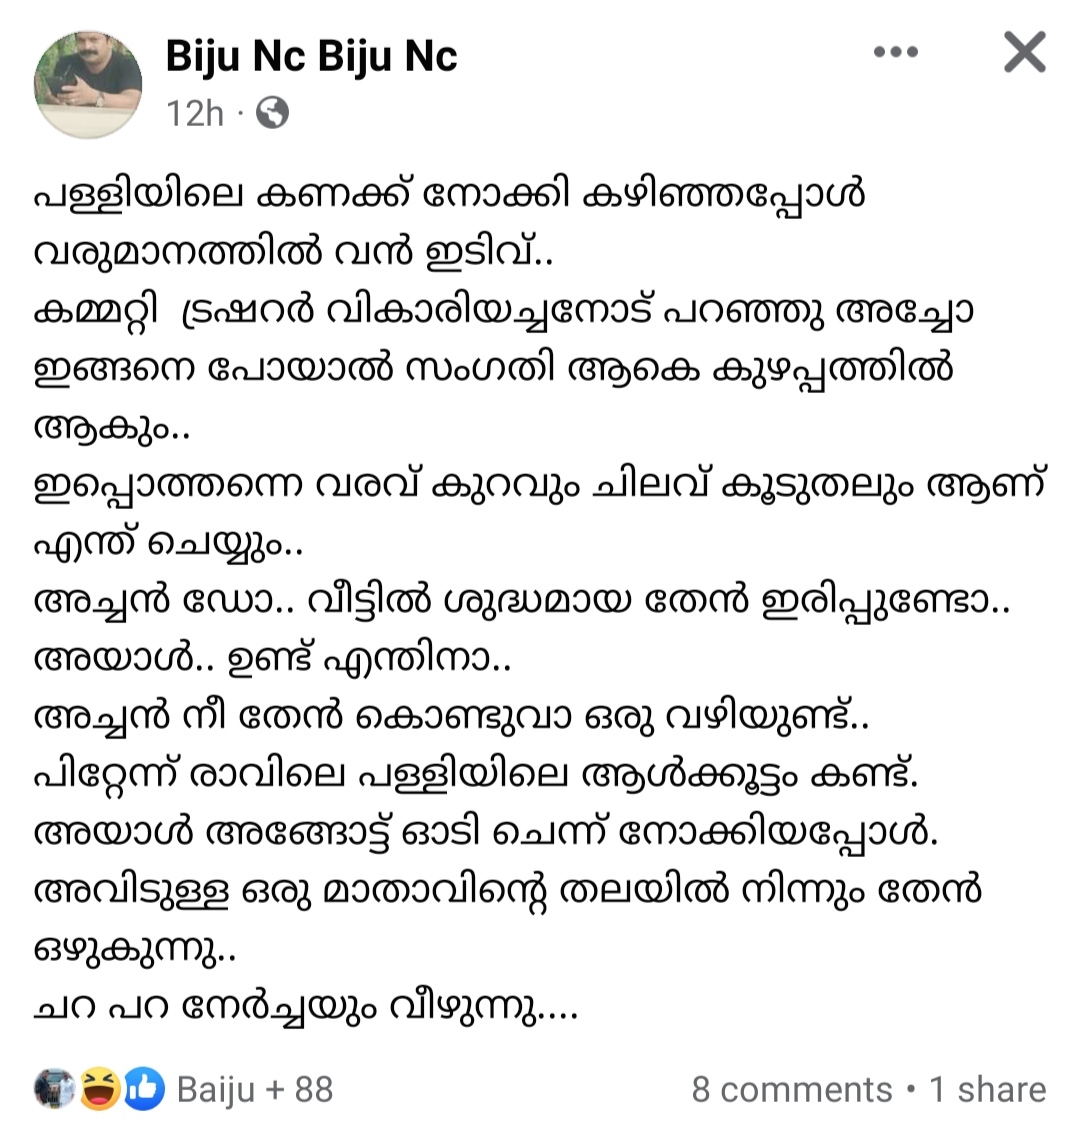 Biju Nc Biju Nc
12h ·
പള്ളിയിലെ കണക്ക് നോക്കി കഴിഞ്ഞപ്പോൾ
വരുമാനത്തിൽ വൻ ഇടിവ്..
കമ്മറ്റി ട്രഷറർ വികാരിയച്ചനോട് പറഞ്ഞു അച്ചോ
ഇങ്ങനെ പോയാൽ സംഗതി ആകെ കുഴപ്പത്തിൽ
ആകും..
ഇപ്പൊത്തന്നെ വരവ് കുറവും ചിലവ് കൂടുതലും ആണ്
എന്ത് ചെയ്യും..
അച്ചൻ ഡോ.. വീട്ടിൽ ശുദ്ധമായ തേൻ ഇരിപ്പുണ്ടോ..
അയാൾ.. ഉണ്ട് എന്തിനാ..
അച്ചൻ നീ തേൻ കൊണ്ടുവാ ഒരു വഴിയുണ്ട്..
പിറ്റേന്ന് രാവിലെ പള്ളിയിലെ ആൾക്കൂട്ടം കണ്ട്.
അയാൾ അങ്ങോട്ട് ഓടി ചെന്ന് നോക്കിയപ്പോൾ.
അവിടുള്ള ഒരു മാതാവിന്റെ തലയിൽ നിന്നും തേൻ
ഒഴുകുന്നു..
ചറ പറ നേർച്ചയും വീഴുന്നു....
Baiju + 88
8 comments • 1 share